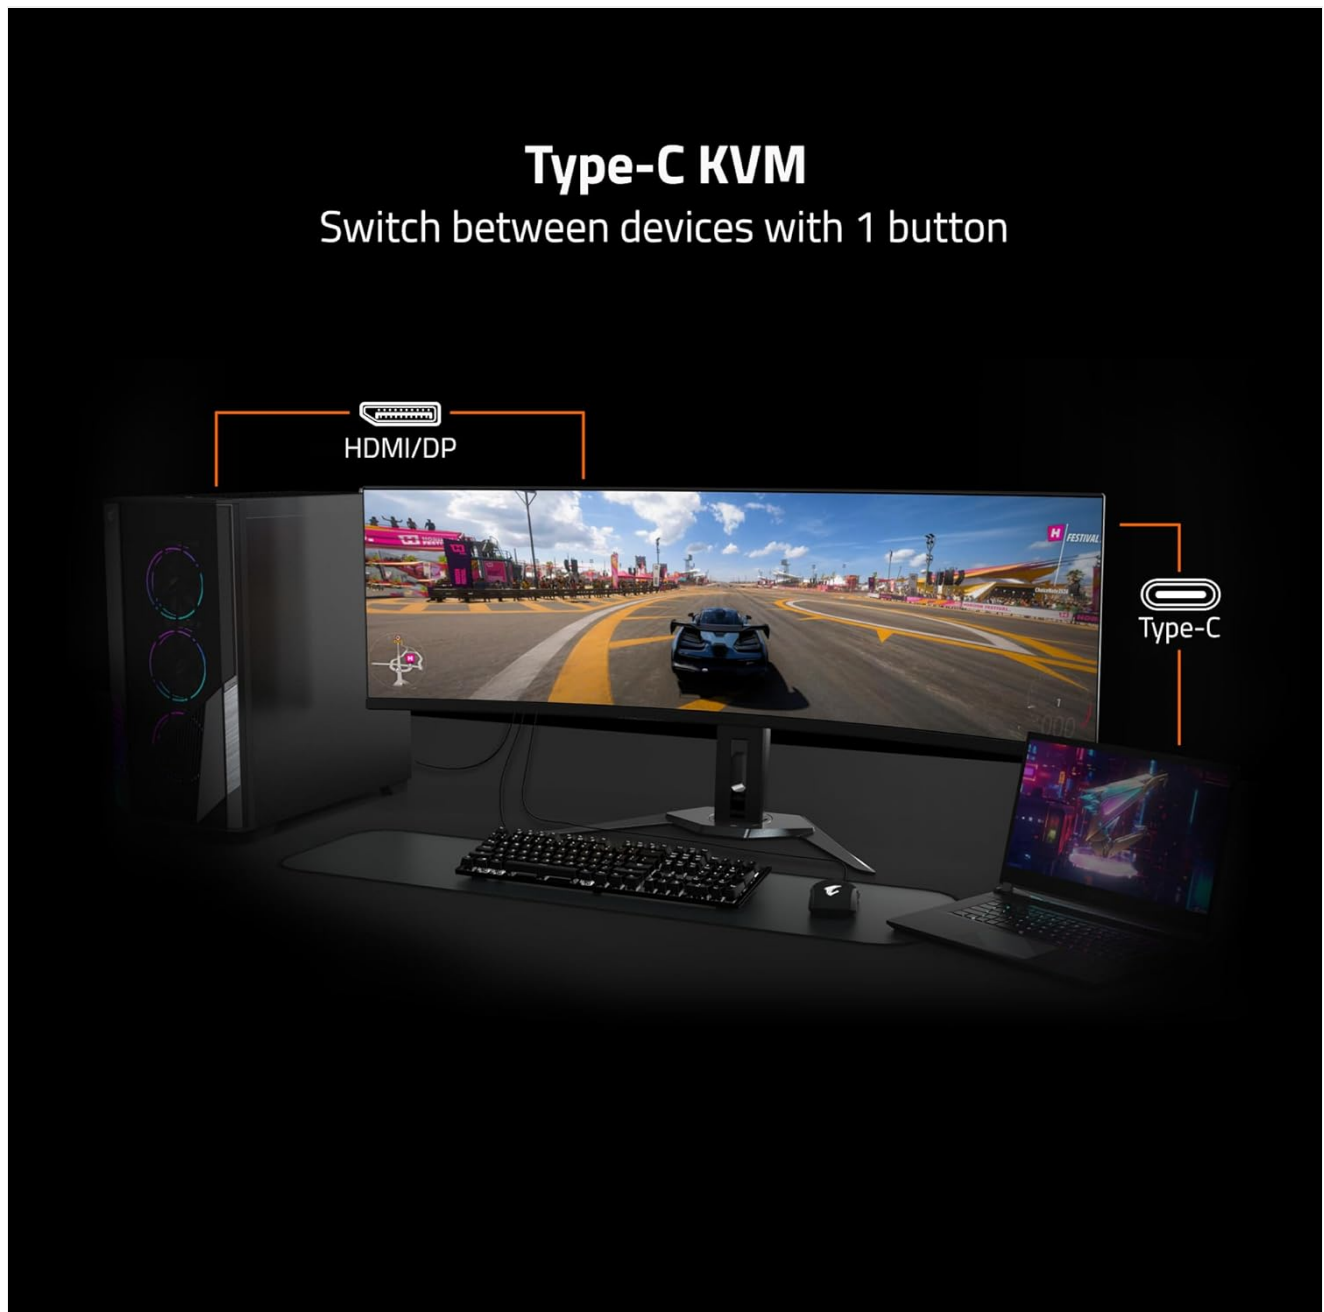 Type-C KVM
Switch between devices with 1 button
HDMI/DP
H FESTIVAL
Type-C